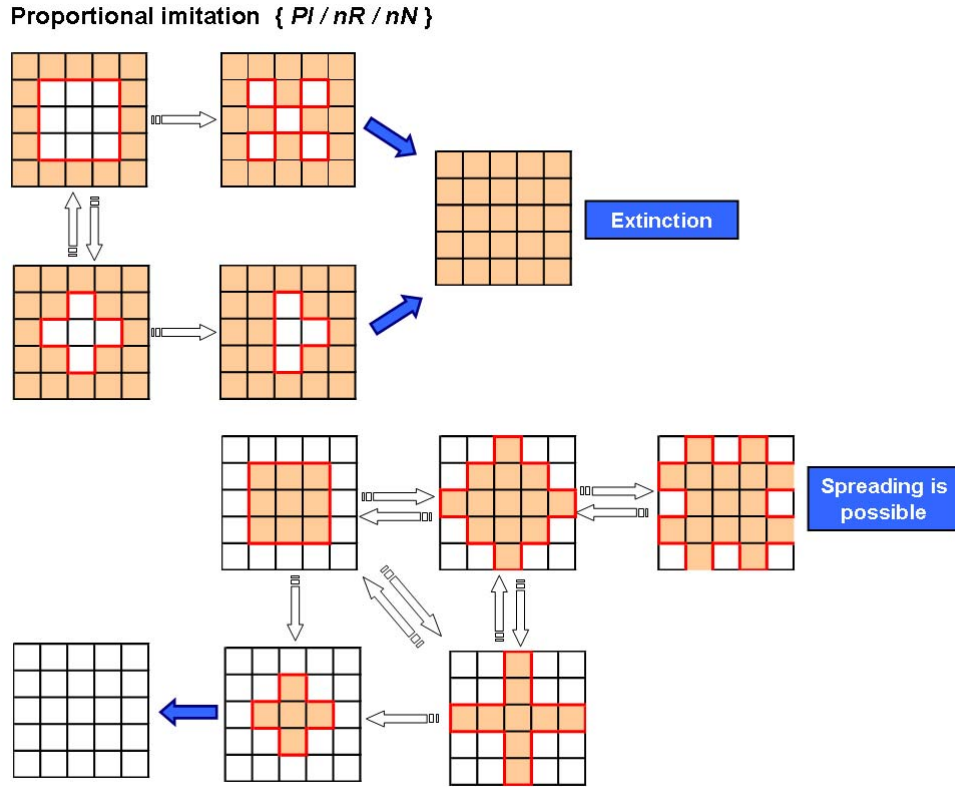 Proportional imitation { PI / nR / nN }
Extinction
Spreading is
possible